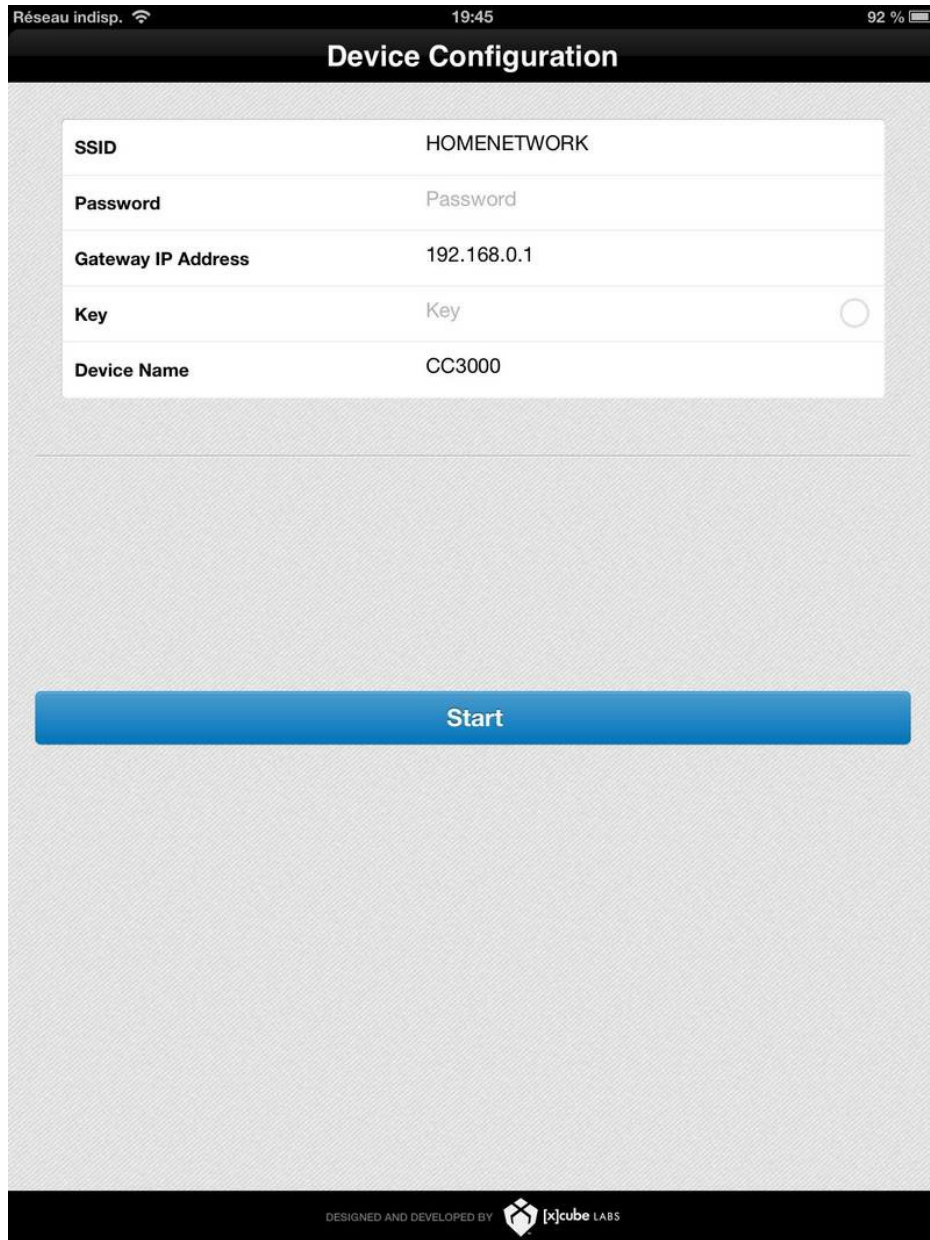 Réseau indisp. 19:45 92 %
Device Configuration
SSID HOMENETWORK
Password Password
Gateway IP Address 192.168.0.1
Key Key
Device Name CC3000
Start
DESIGNED AND DEVELOPED BY [x]cube LABS